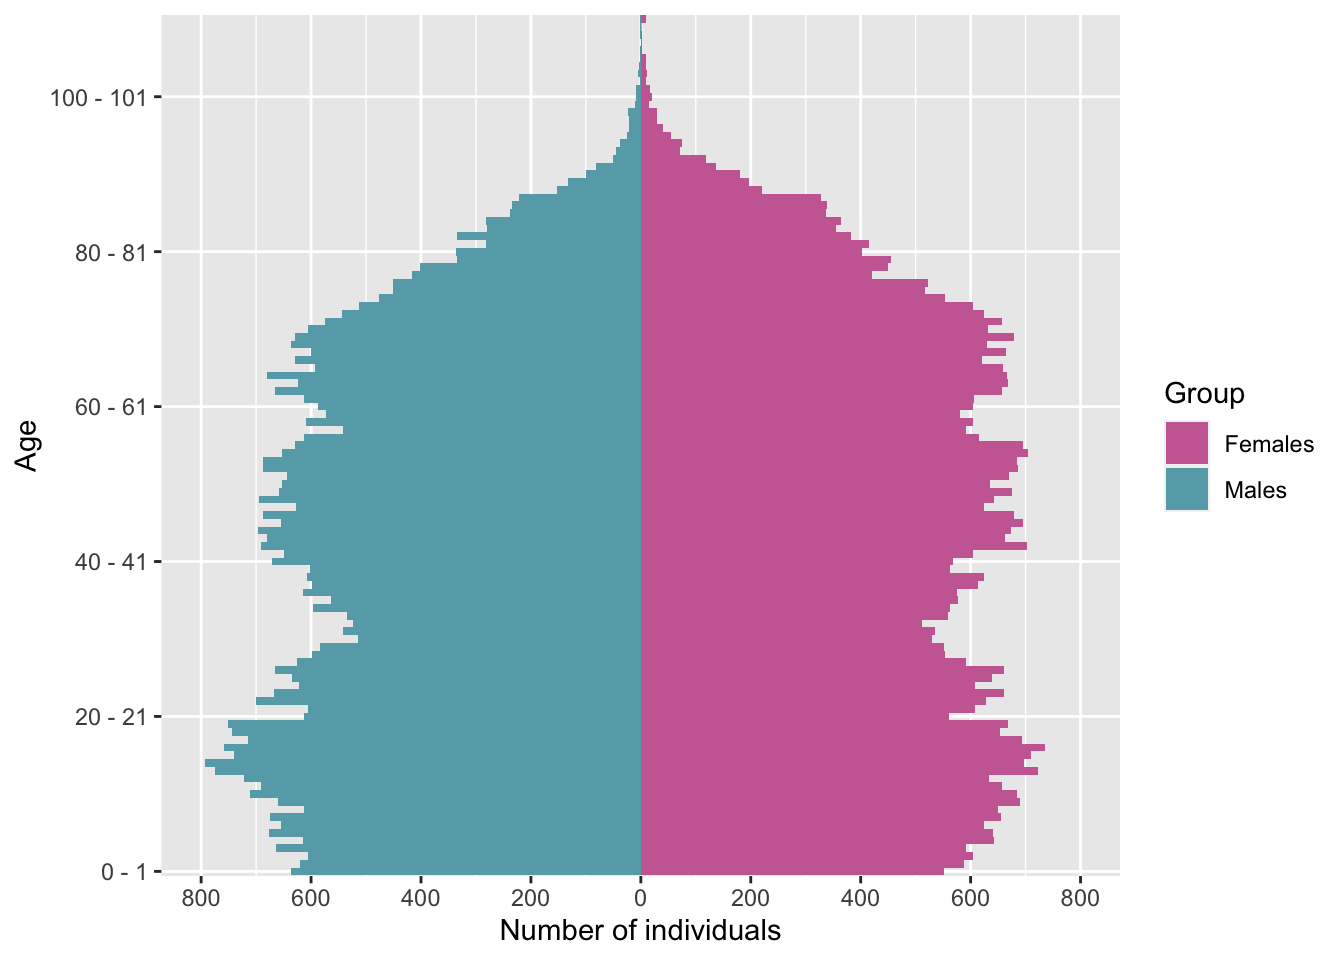 100 - 101
80 - 81
60 - 61
40 - 41
20 - 21
0 - 1
Age
800 600 400 200 0 200 400 600 800
Number of individuals
Group
Females
Males